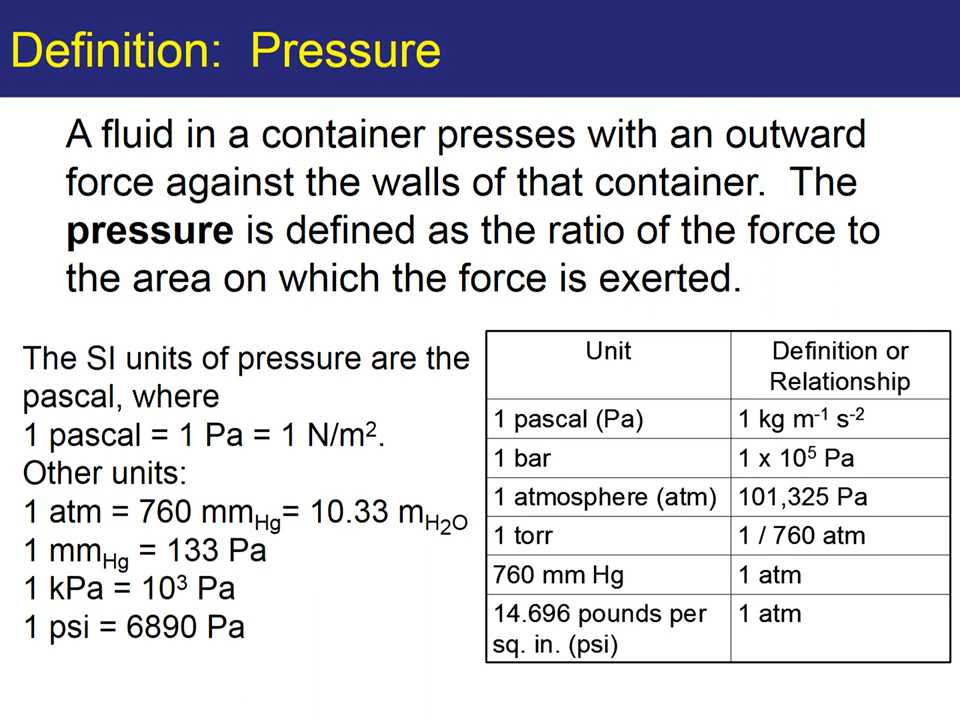 Definition:  Pressure
A fluid in a container presses with an outward
force against the walls of that container.  The
pressure is defined as the ratio of the force to
the area on which the force is exerted.
The SI units of pressure are the
pascal, where
1 pascal = 1 Pa = 1 N/m².
Other units:
1 atm = 760 mmHg= 10.33 mH₂O
1 mmHg = 133 Pa
1 kPa = 10³ Pa
1 psi = 6890 Pa
Unit | Definition or
Relationship
1 pascal (Pa) | 1 kg m⁻¹ s⁻²
1 bar | 1 x 10⁵ Pa
1 atmosphere (atm) | 101,325 Pa
1 torr | 1 / 760 atm
760 mm Hg | 1 atm
14.696 pounds per | 1 atm
sq. in. (psi)